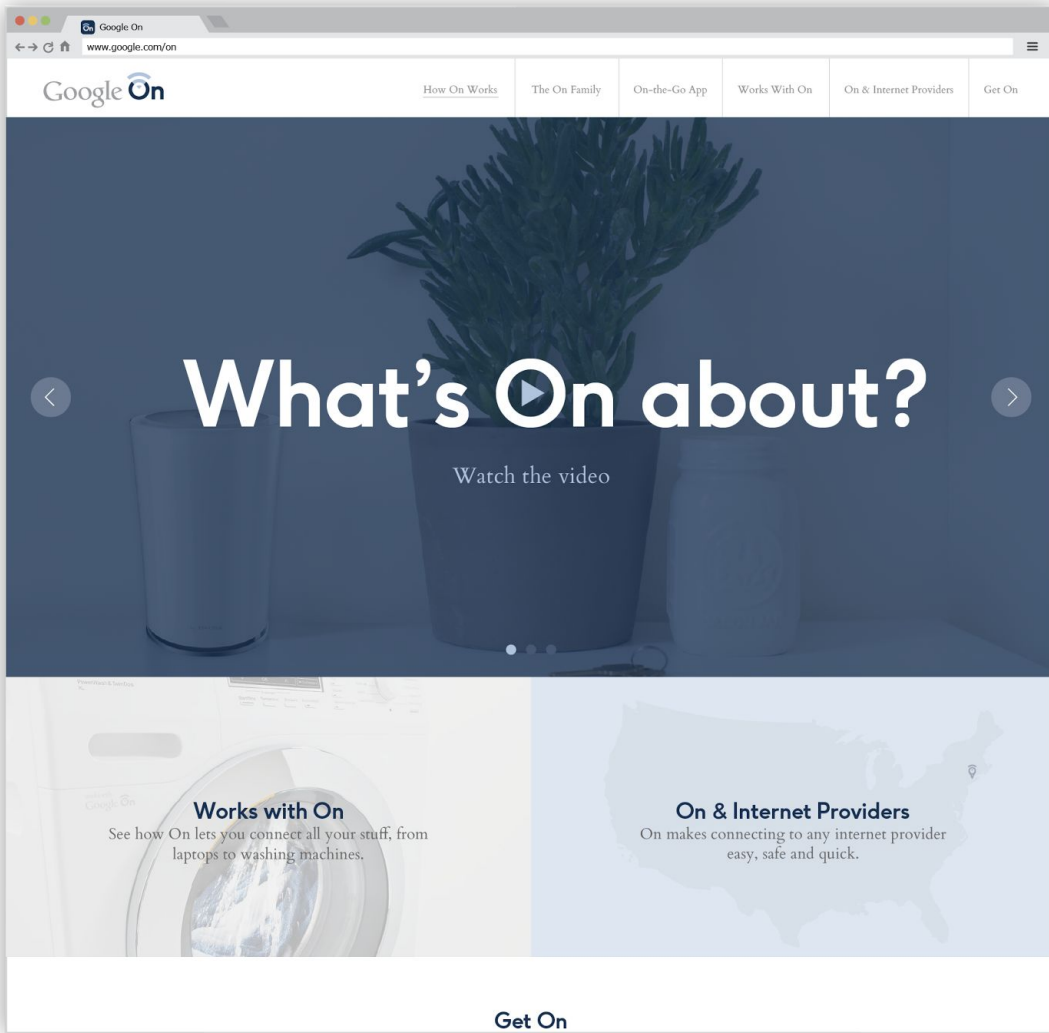 Google On
www.google.com/on
Google On
How On Works
The On Family
On-the-Go App
Works With On
On & Internet Providers
Get On
What's On about?
Watch the video
Google On
Works with On
See how On lets you connect all your stuff, from
laptops to washing machines.
On & Internet Providers
On makes connecting to any internet provider
easy, safe and quick.
Get On